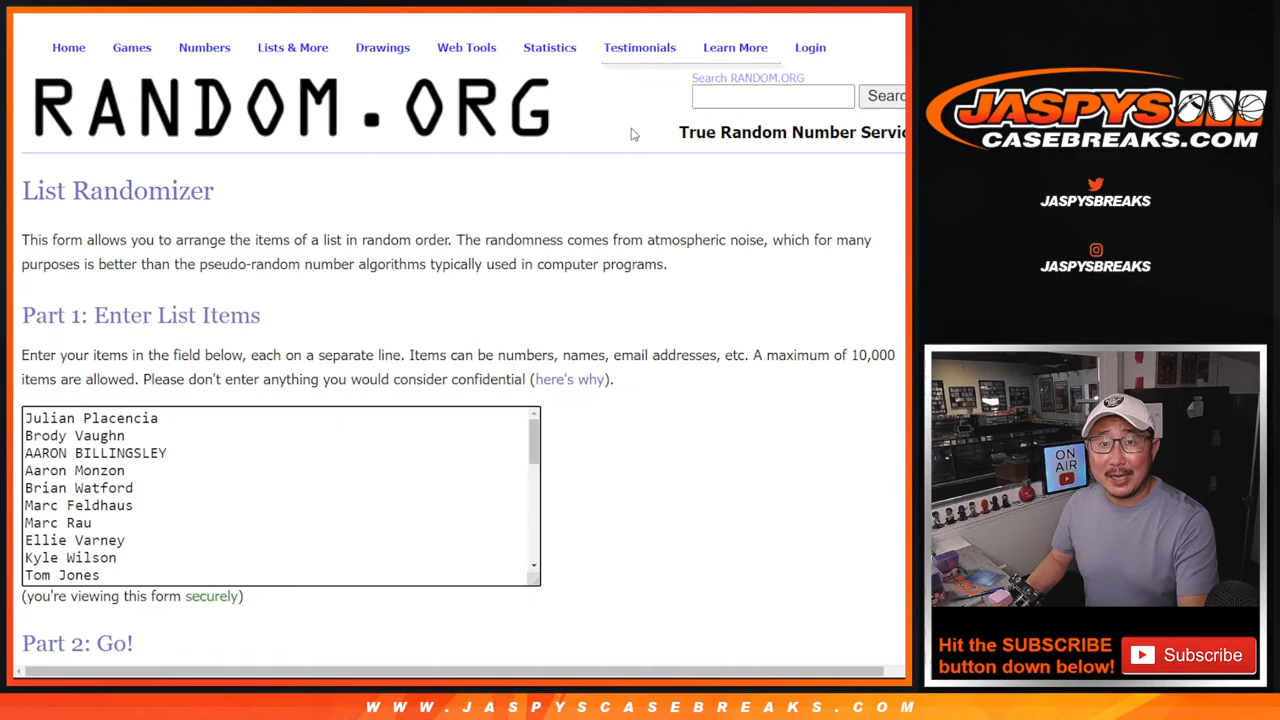 Home Games Numbers Lists & More Drawings Web Tools Statistics Testimonials Learn More Login
Search RANDOM.ORG
RANDOM.ORG
True Random Number
List Randomizer
This form allows you to arrange the items of a list in random order. The randomness comes from atmospheric noise, which for many
purposes is better than the pseudo-random number algorithms typically used in computer programs.
Part 1: Enter List Items
Enter your items in the field below, each on a separate line. Items can be numbers, names, email addresses, etc. A maximum of 10,000
items are allowed. Please don't enter anything you would consider confidential (here's why).
Julian Placencia
Brody Vaughn
AARON BILLINGSLEY
Aaron Monzon
Brian Watford
Marc Feldhaus
Marc Rau
Ellie Varney
Kyle Wilson
Tom Jones
(you're viewing this form securely)
Part 2: Go!
JASPYS
CASEBREAKS.COM
JASPYSBREAKS
JASPYSBREAKS
ON
AIR
Hit the SUBSCRIBE
button down below!
Subscribe
WWW.JASPYSCASEBREAKS.COM